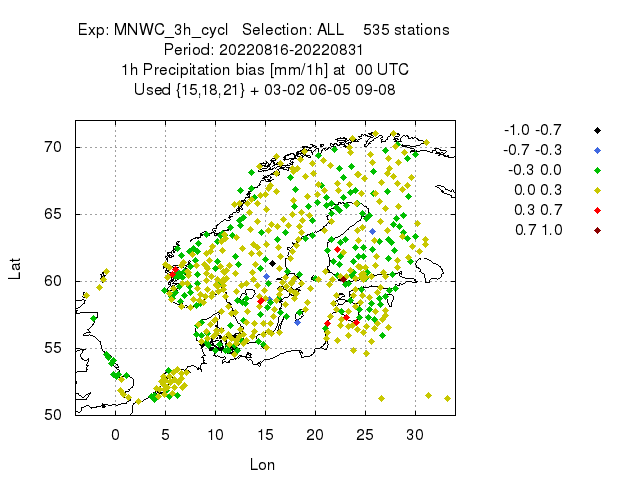 Exp: MNWC_3h_cycl   Selection: ALL    535 stations
Period: 20220816-20220831
1h Precipitation bias [mm/1h] at  00 UTC
Used {15,18,21} + 03-02 06-05 09-08
-1.0 -0.7
-0.7 -0.3
-0.3 0.0
0.0 0.3
0.3 0.7
0.7 1.0
70
65
60
55
50
Lat
0 5 10 15 20 25 30
Lon